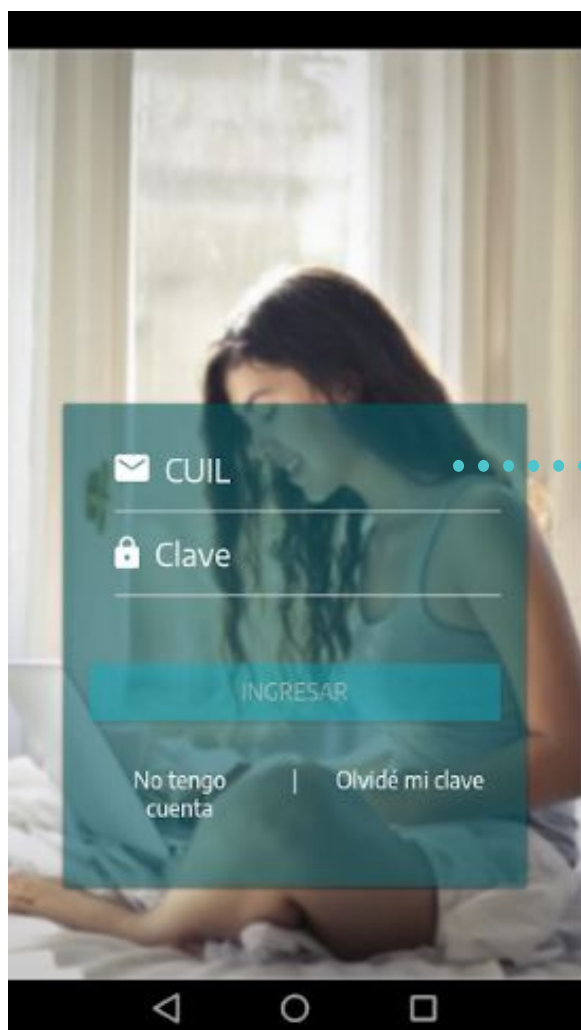 CUIL
Clave
INGRESAR
No tengo | Olvidé mi clave
cuenta